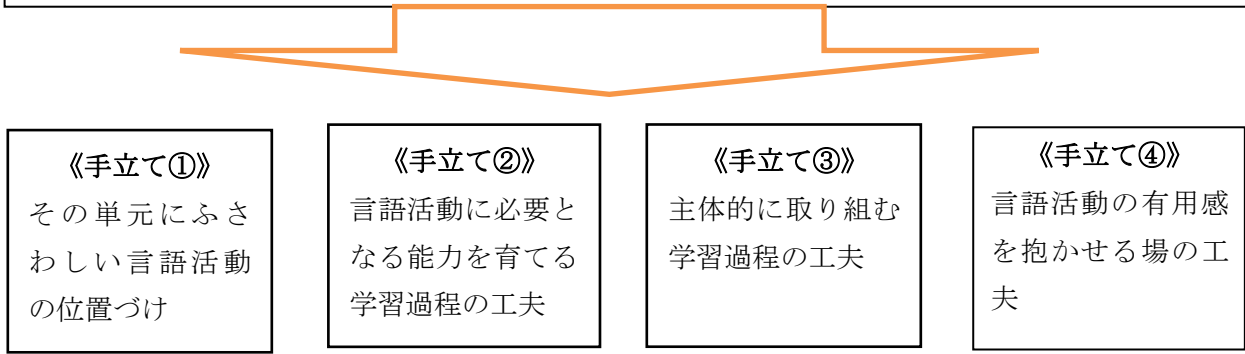 《手立て①》
その単元にふさ
わしい言語活動
の位置づけ
《手立て②》
言語活動に必要と
なる能力を育てる
学習過程の工夫
《手立て③》
主体的に取り組む
学習過程の工夫
《手立て④》
言語活動の有用感
を抱かせる場の工
夫